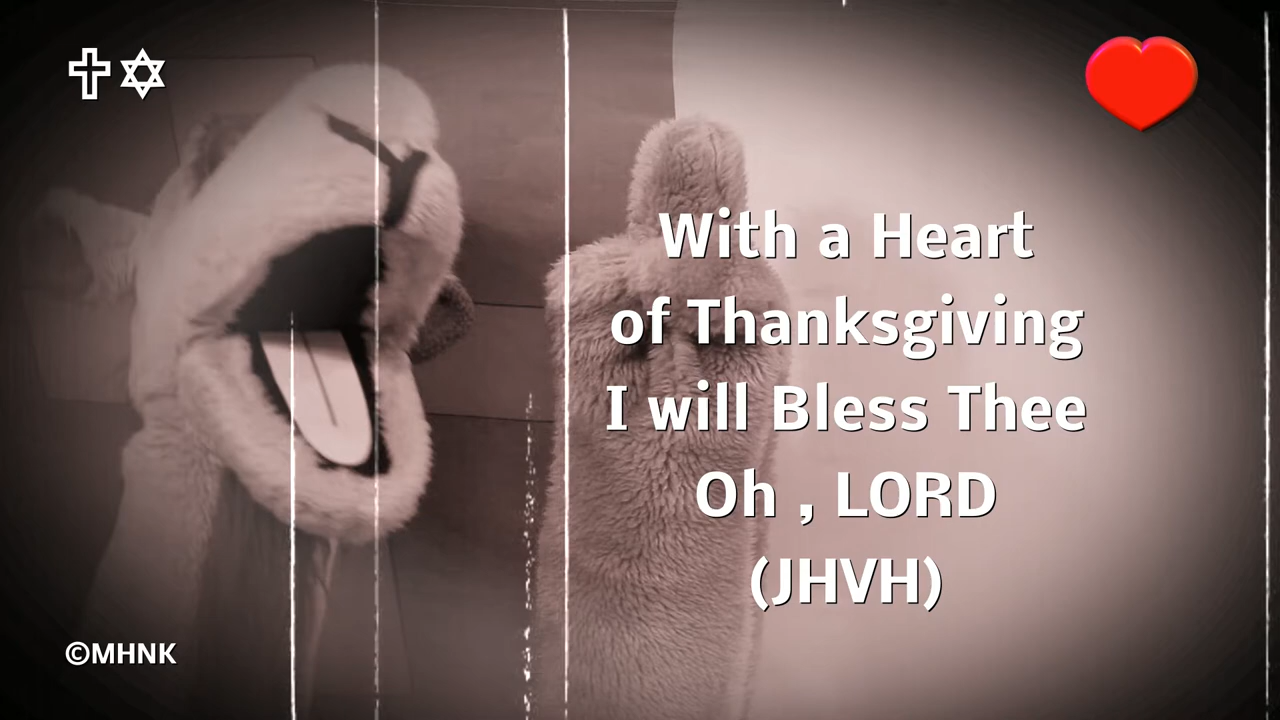 With a Heart
of Thanksgiving
I will Bless Thee
Oh , LORD
(JHVH)
©MHNK